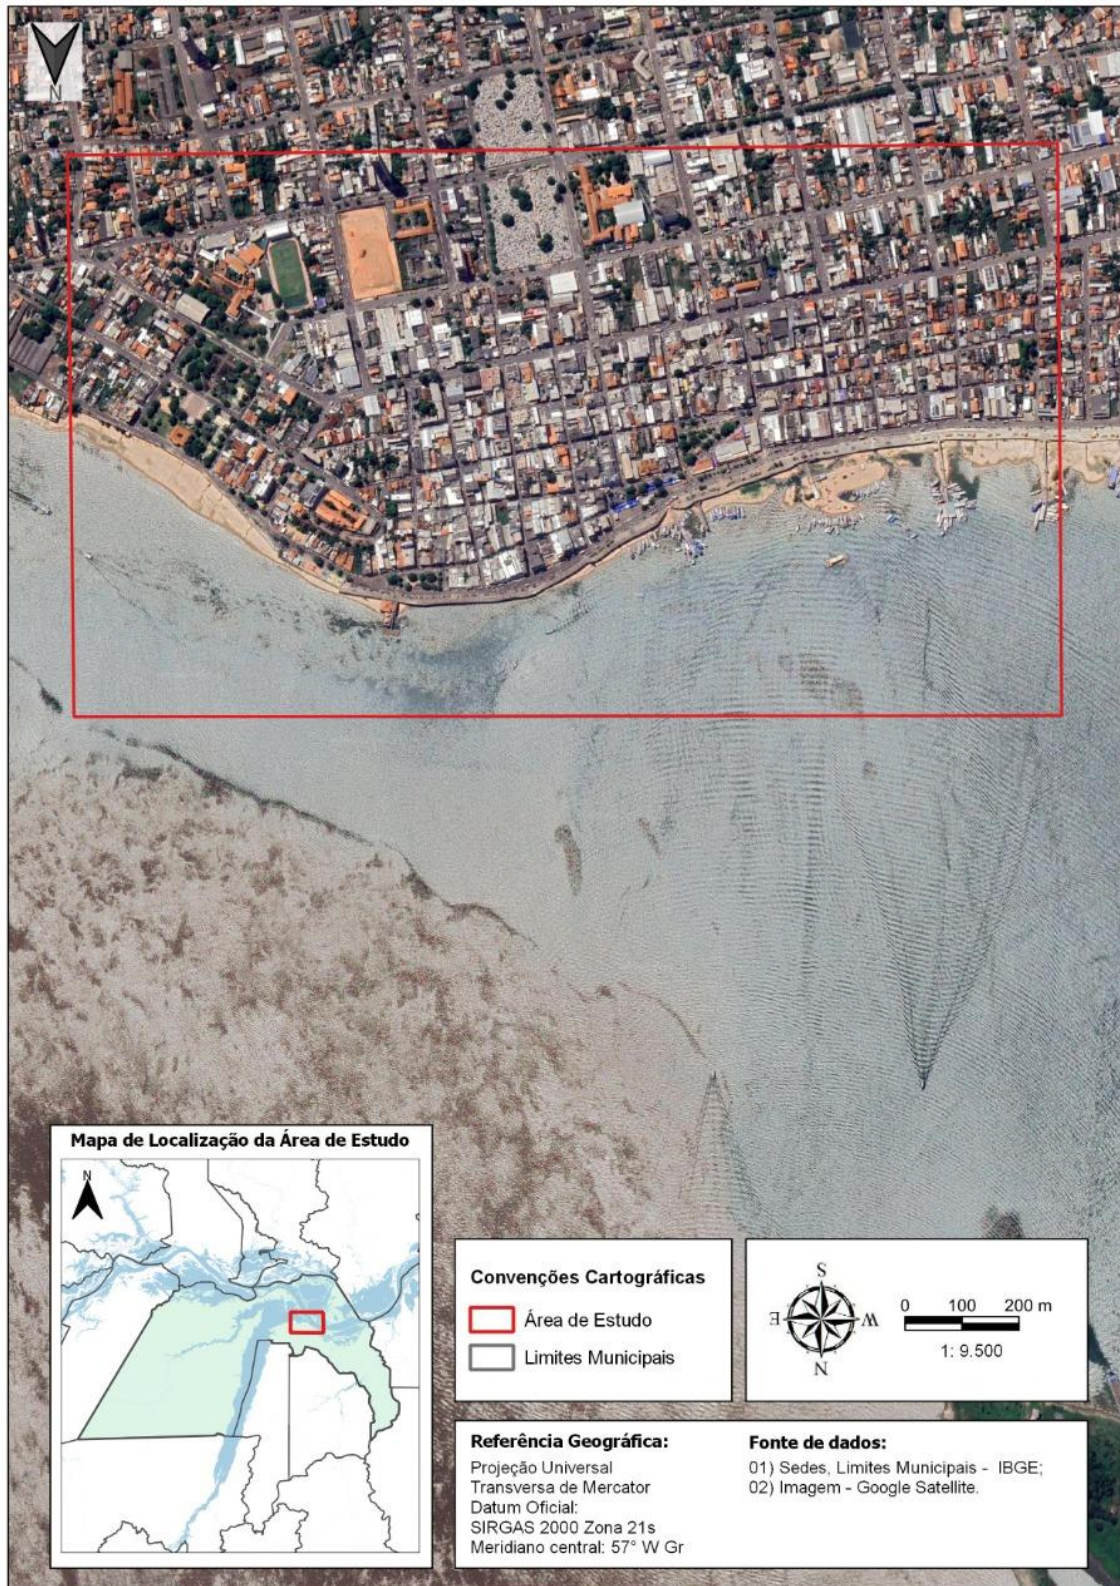 N
Mapa de Localização da Área de Estudo
N
Convenções Cartográficas
Área de Estudo
Limites Municipais
S
E
W
N
0 100 200 m
1: 9.500
Referência Geográfica:
Projeção Universal
Transversa de Mercator
Datum Oficial:
SIRGAS 2000 Zona 21s
Meridiano central: 57° W Gr
Fonte de dados:
01) Sedes, Limites Municipais - IBGE;
02) Imagem - Google Satellite.